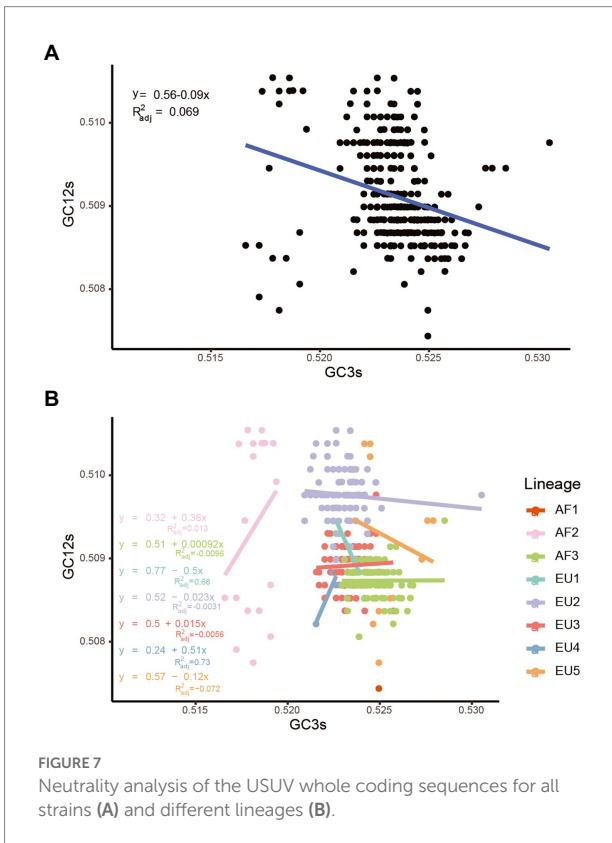 A
y= 0.56-0.09x
R²adj = 0.069
0.510
0.509
0.508
GC12s
0.515
0.520
0.525
0.530
GC3s
B
y = 0.32 + 0.36x
R²adj=0.013
y = 0.51 + 0.00092x
R²adj=-0.0096
y = 0.77 - 0.5x
R²adj=0.68
y = 0.52 - 0.023x
R²adj=-0.0031
y = 0.5 + 0.015x
R²adj=-0.0056
y = 0.24 + 0.51x
R²adj=0.73
y = 0.57 - 0.12x
R²adj=-0.072
0.510
0.509
0.508
GC12s
0.515
0.520
0.525
0.530
GC3s
Lineage
AF1
AF2
AF3
EU1
EU2
EU3
EU4
EU5
FIGURE 7
Neutrality analysis of the USUV whole coding sequences for all
strains (A) and different lineages (B).